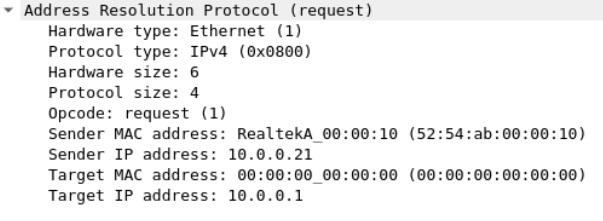 Address Resolution Protocol (request)
Hardware type: Ethernet (1)
Protocol type: IPv4 (0x0800)
Hardware size: 6
Protocol size: 4
Opcode: request (1)
Sender MAC address: RealtekA_00:00:10 (52:54:ab:00:00:10)
Sender IP address: 10.0.0.21
Target MAC address: 00:00:00_00:00:00 (00:00:00:00:00:00)
Target IP address: 10.0.0.1